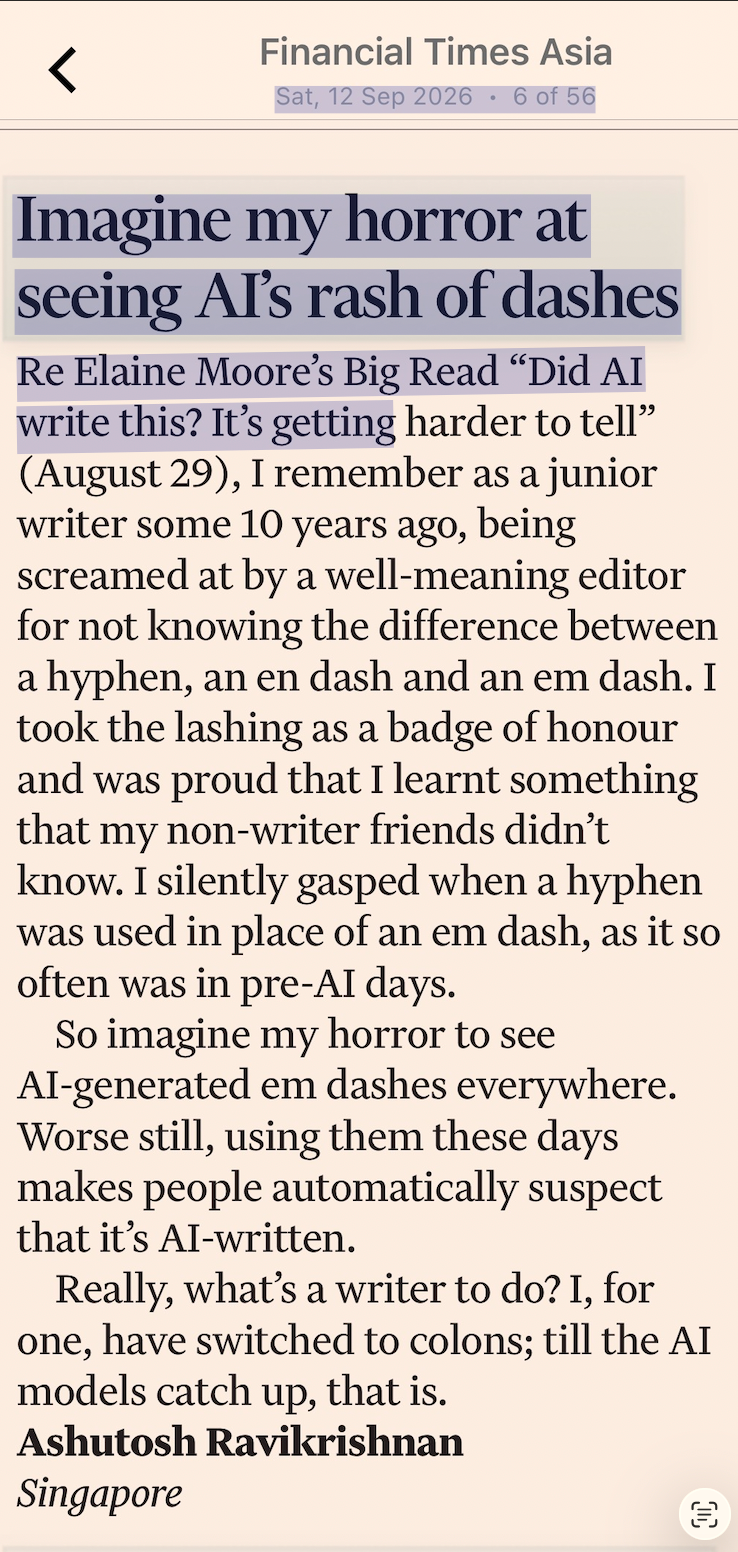 Financial Times Asia
Sat, 12 Sep 2026 • 6 of 56
Imagine my horror at
seeing AI’s rash of dashes
Re Elaine Moore’s Big Read “Did AI
write this? It’s getting harder to tell”
(August 29), I remember as a junior
writer some 10 years ago, being
screamed at by a well-meaning editor
for not knowing the difference between
a hyphen, an en dash and an em dash. I
took the lashing as a badge of honour
and was proud that I learnt something
that my non-writer friends didn’t
know. I silently gasped when a hyphen
was used in place of an em dash, as it so
often was in pre-AI days.
So imagine my horror to see
AI-generated em dashes everywhere.
Worse still, using them these days
makes people automatically suspect
that it’s AI-written.
Really, what’s a writer to do? I, for
one, have switched to colons; till the AI
models catch up, that is.
Ashutosh Ravikrishnan
Singapore